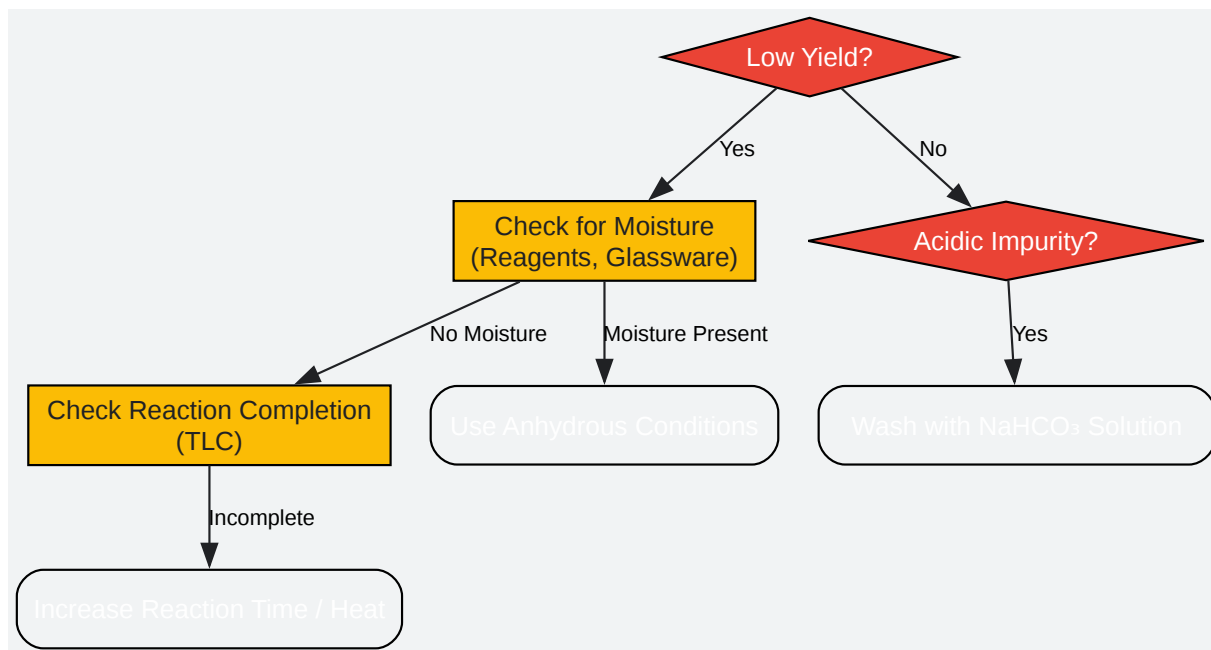 Low Yield?
Yes
No
Check for Moisture
(Reagents, Glassware)
Acidic Impurity?
No Moisture
Moisture Present
Yes
Check Reaction Completion
(TLC)
Use Anhydrous Conditions
Wash with NaHCO₃ Solution
Incomplete
Increase Reaction Time / Heat